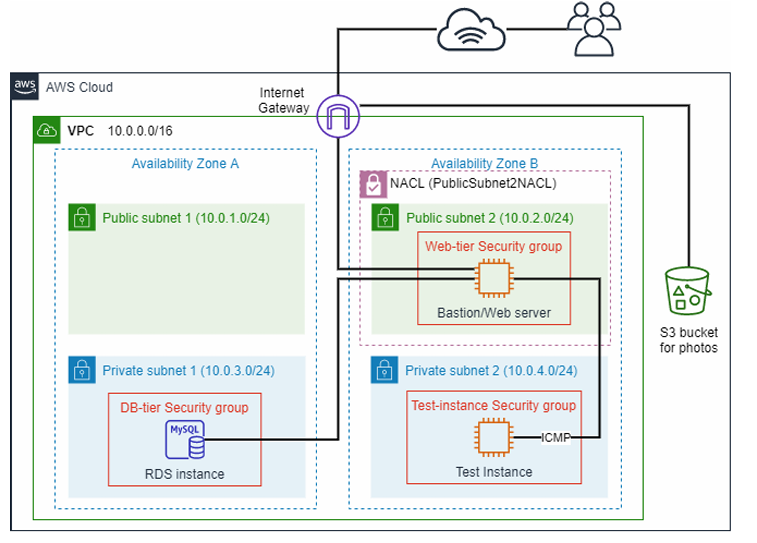 Internet
Gateway
aws
AWS Cloud
VPC 10.0.0.0/16
Availability Zone A
Availability Zone B
NACL (PublicSubnet2NACL)
Public subnet 1 (10.0.1.0/24)
Public subnet 2 (10.0.2.0/24)
Web-tier Security group
Bastion/Web server
S3 bucket
for photos
Private subnet 1 (10.0.3.0/24)
Private subnet 2 (10.0.4.0/24)
DB-tier Security group
MySQL
RDS instance
Test-instance Security group
ICMP
Test Instance